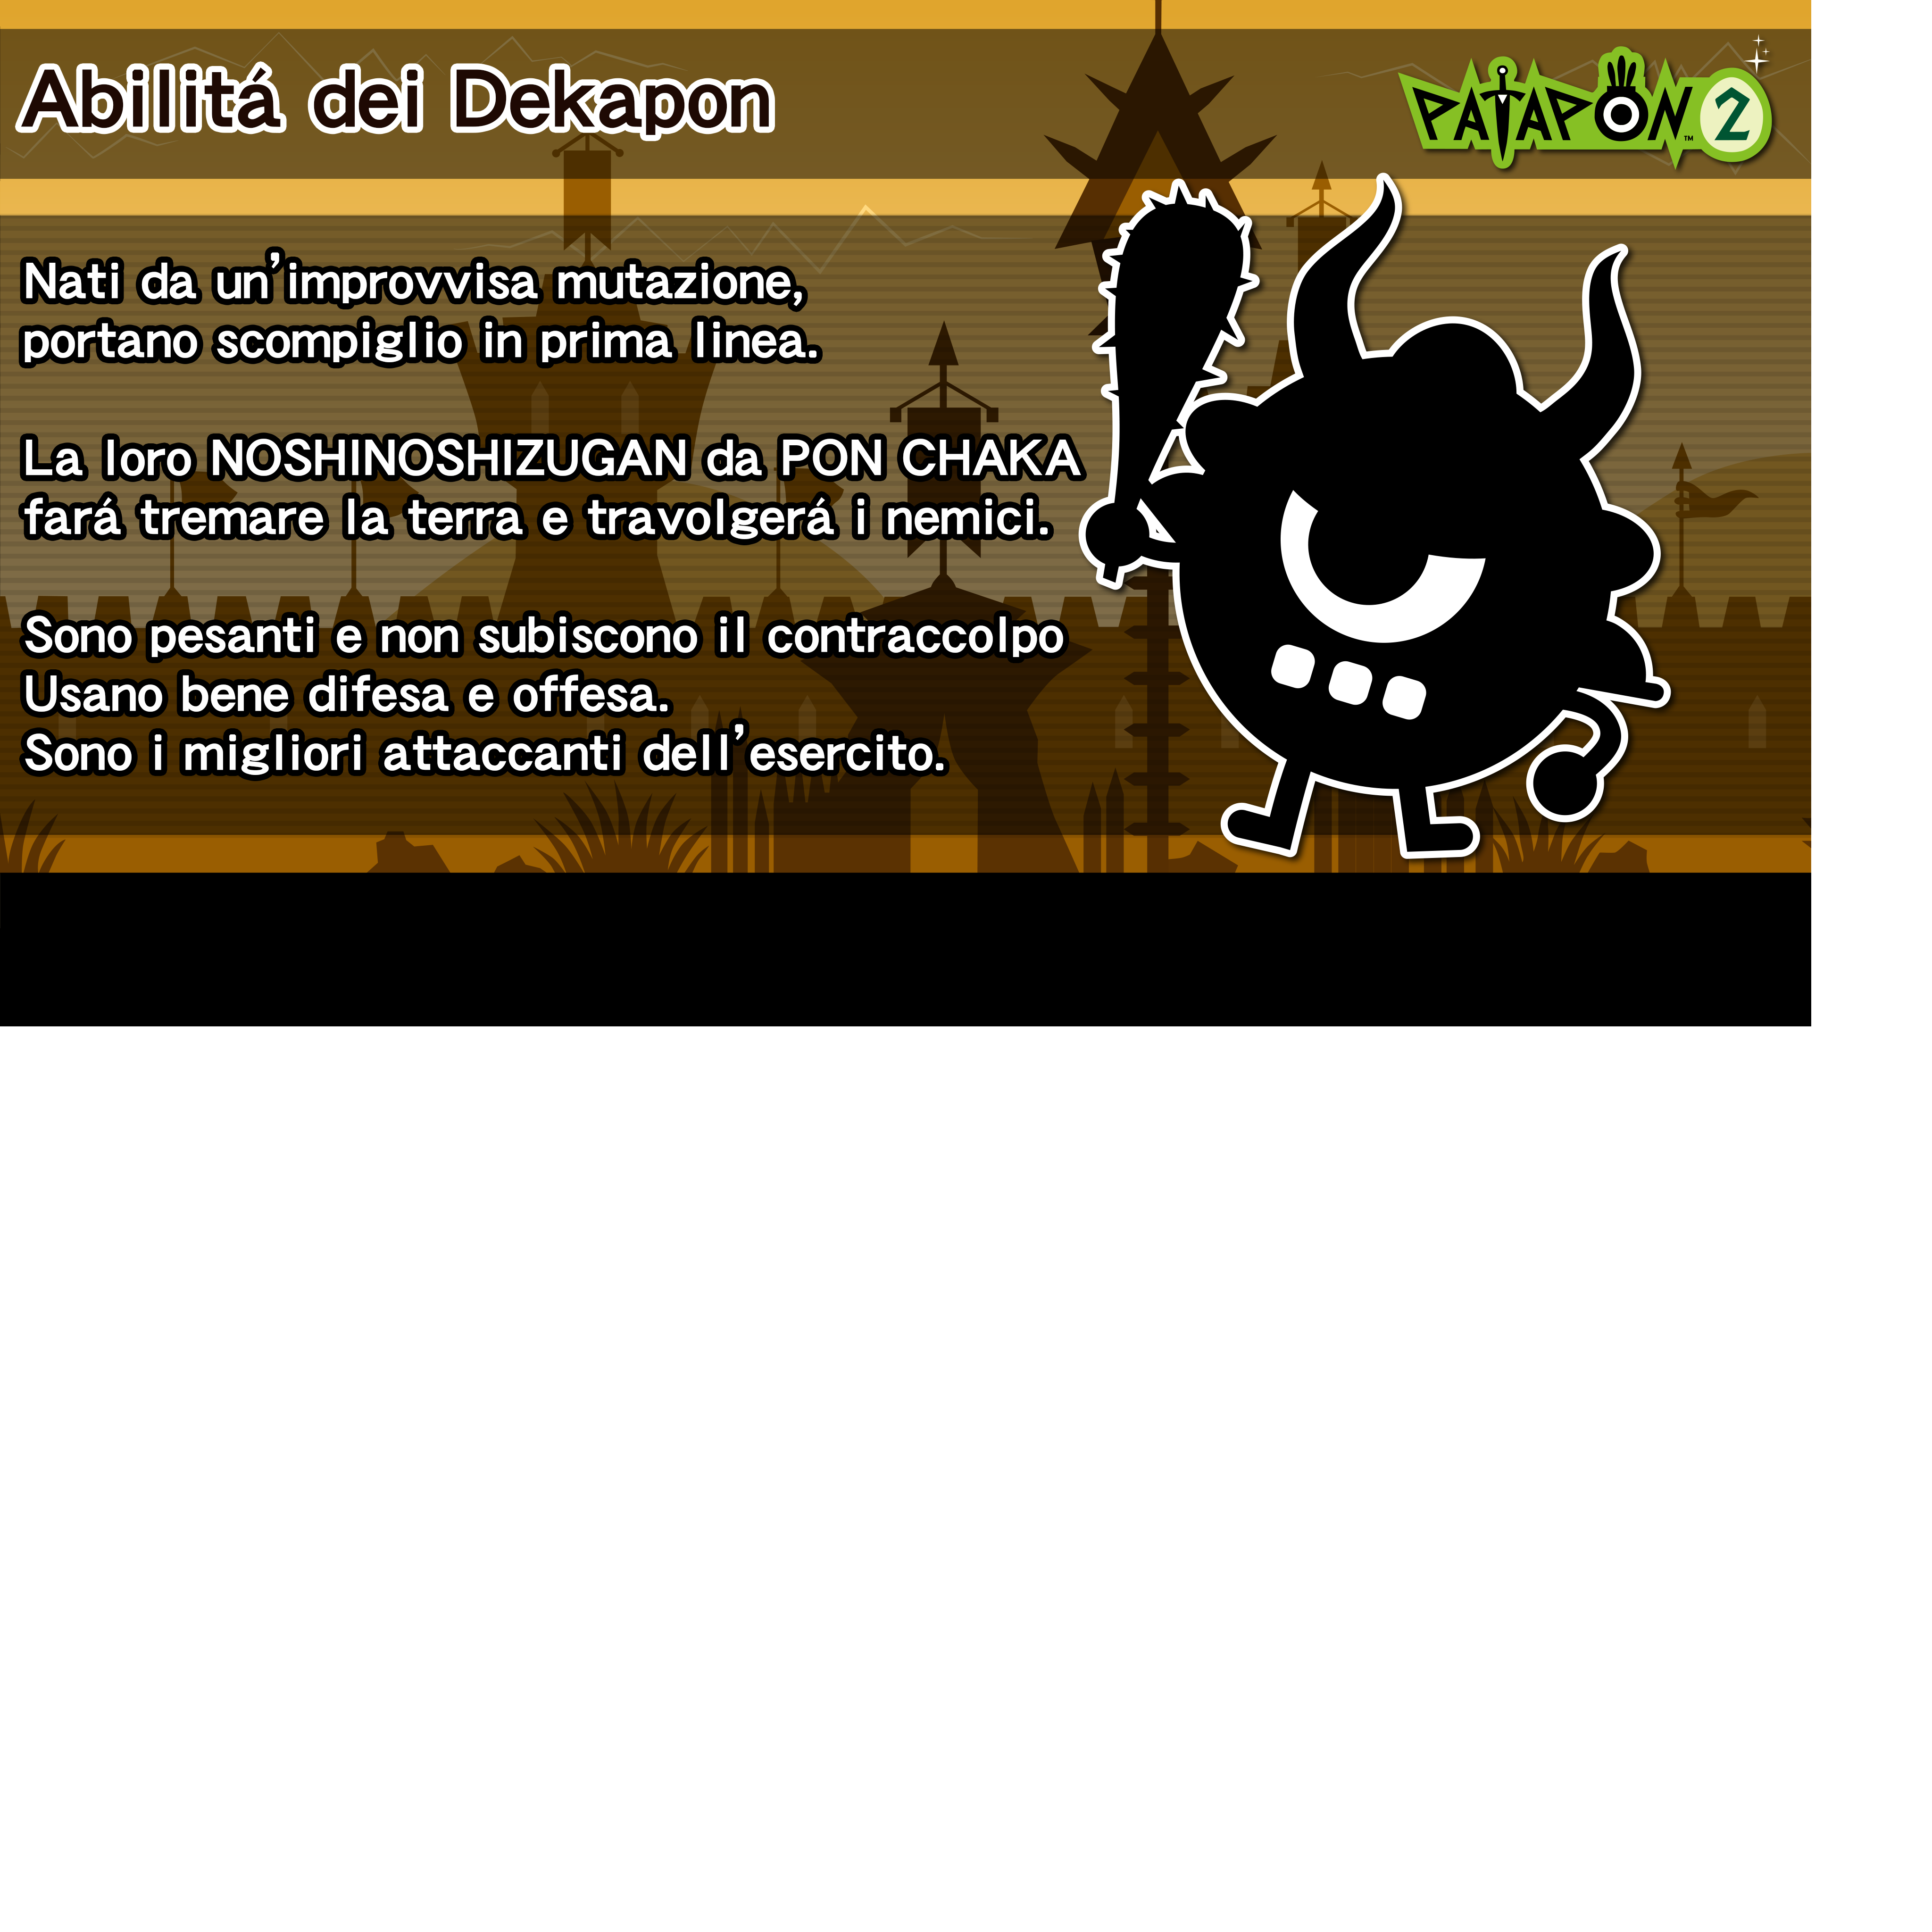 Abilitá dei Dekapon
PATAPON™ 2
Nati da un'improvvisa mutazione,
portano scompiglio in prima linea.
La loro NOSHINOSHIZUGAN da PON CHAKA
fará tremare la terra e travolgerá i nemici.
Sono pesanti e non subiscono il contraccolpo
Usano bene difesa e offesa.
Sono i migliori attaccanti dell'esercito.